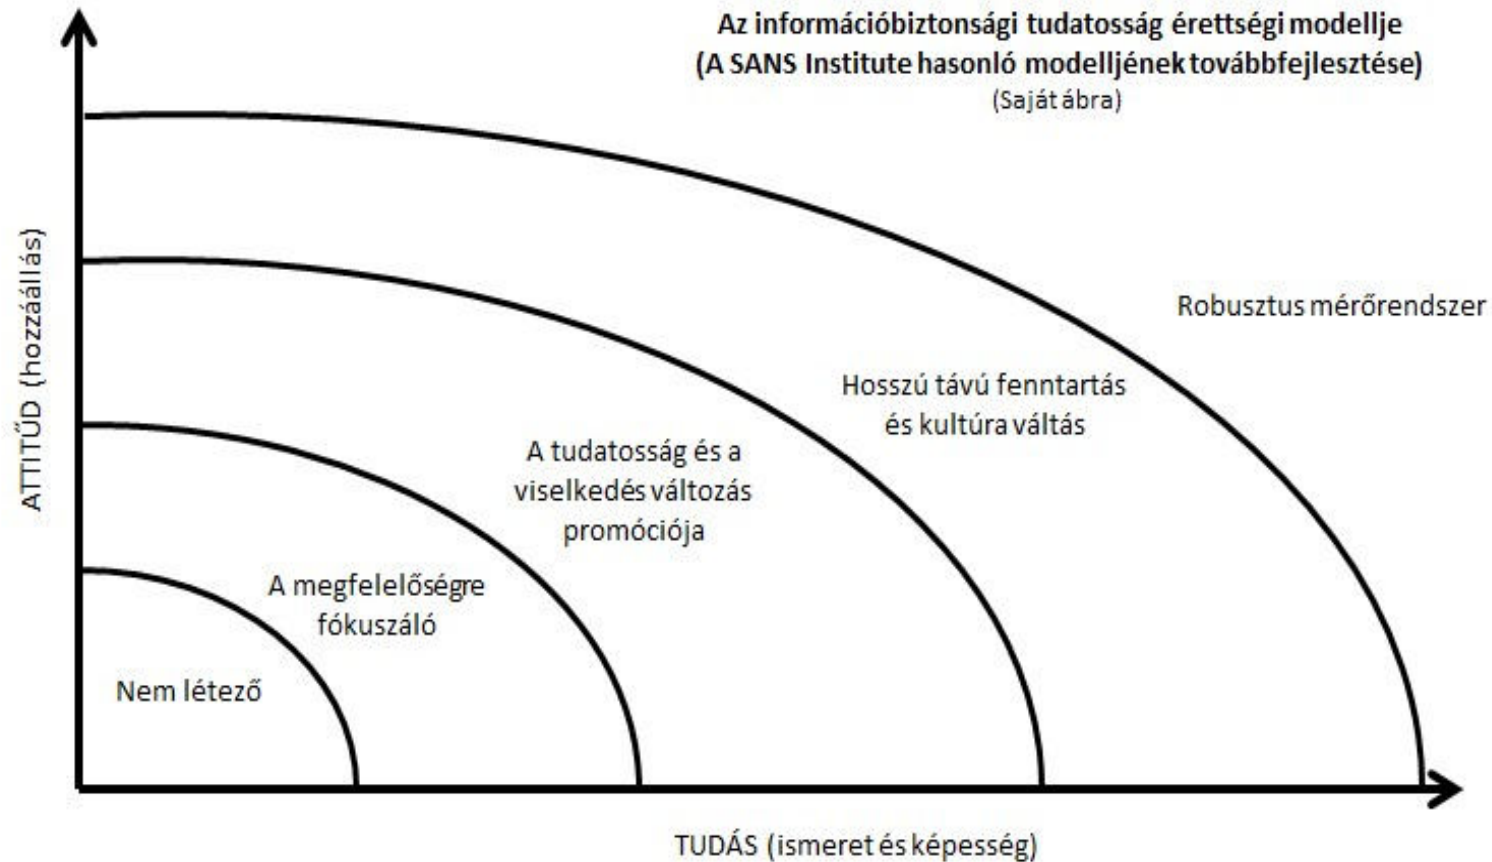 Az információbiztonsági tudatosság érettségi modellje
(A SANS Institute hasonló modelljének továbbfejlesztése)
(Saját ábra)
ATTITŰD (hozzáállás)
Robusztus mérőrendszer
Hosszú távú fenntartás
és kultúra váltás
A tudatosság és a
viselkedés változás
promóciója
A megfelelőségre
fókuszáló
Nem létező
TUDÁS (ismeret és képesség)